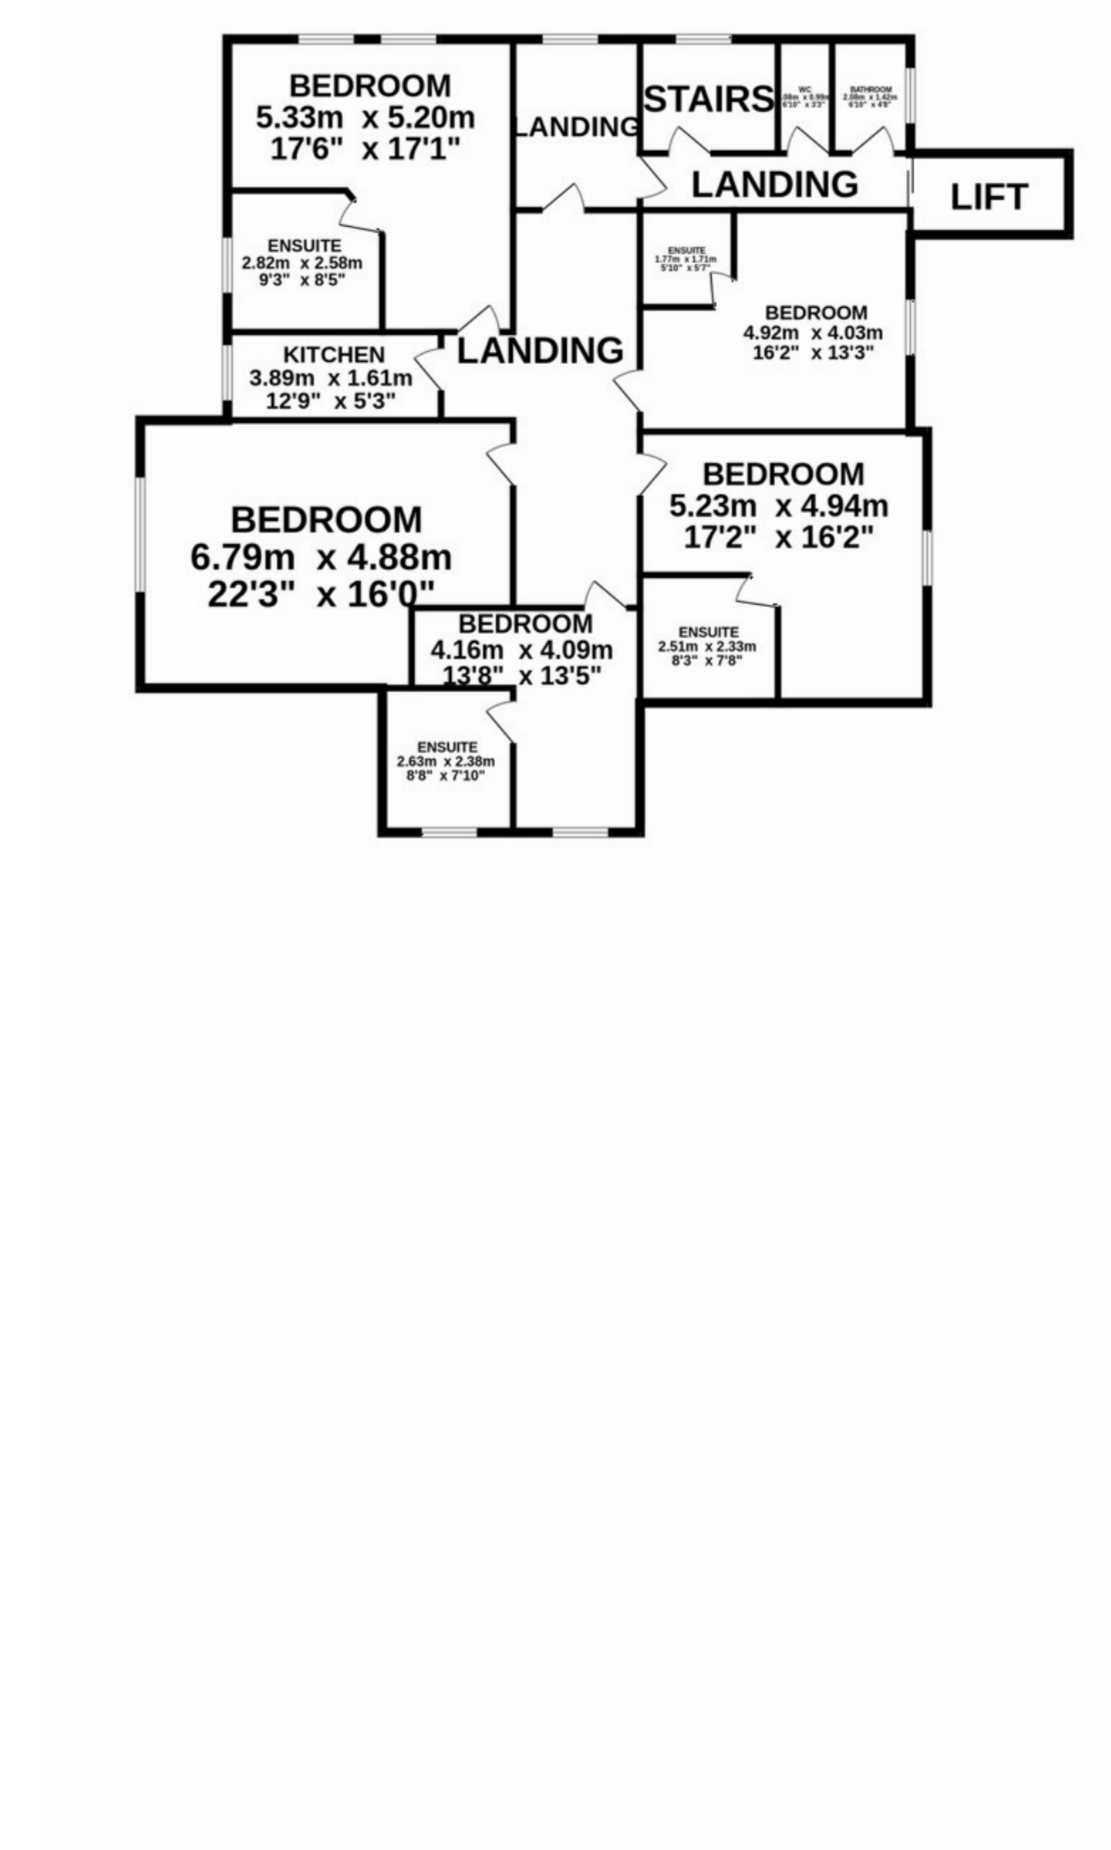 BEDROOM
5.33m x 5.20m
17'6" x 17'1"
LANDING
STAIRS
WC
6'10" x 3'3"
BATHROOM
2.08m x 1.42m
6'10" x 4'8"
LANDING
LIFT
ENSUITE
2.82m x 2.58m
9'3" x 8'5"
ENSUITE
1.77m x 1.71m
5'10" x 5'7"
BEDROOM
4.92m x 4.03m
16'2" x 13'3"
KITCHEN
3.89m x 1.61m
12'9" x 5'3"
LANDING
BEDROOM
6.79m x 4.88m
22'3" x 16'0"
BEDROOM
5.23m x 4.94m
17'2" x 16'2"
BEDROOM
4.16m x 4.09m
13'8" x 13'5"
ENSUITE
2.51m x 2.33m
8'3" x 7'8"
ENSUITE
2.63m x 2.38m
8'8" x 7'10"